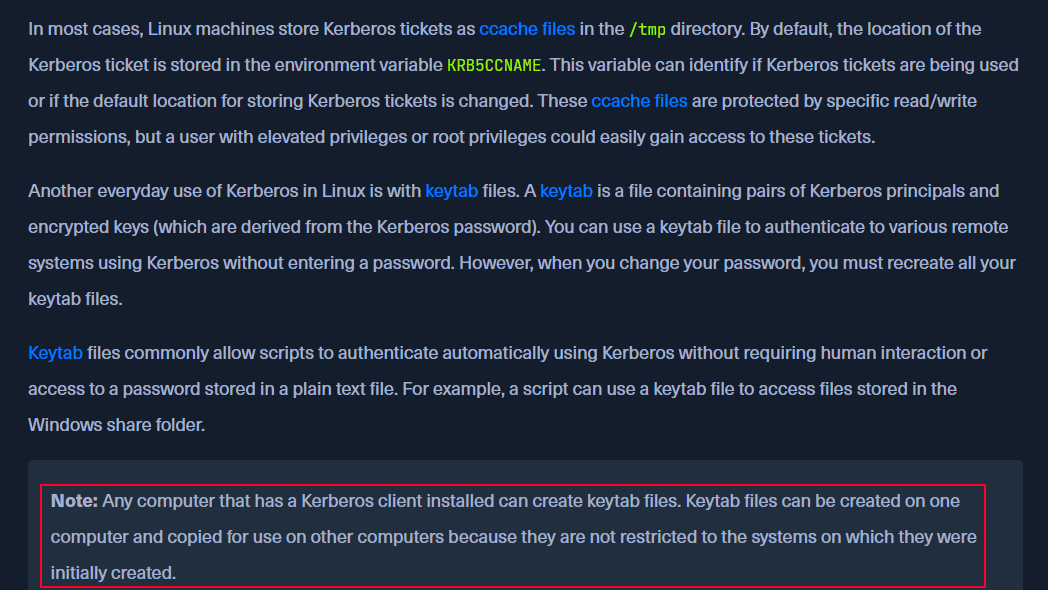 In most cases, Linux machines store Kerberos tickets as ccache files in the /tmp directory. By default, the location of the
Kerberos ticket is stored in the environment variable KRB5CCNAME. This variable can identify if Kerberos tickets are being used
or if the default location for storing Kerberos tickets is changed. These ccache files are protected by specific read/write
permissions, but a user with elevated privileges or root privileges could easily gain access to these tickets.
Another everyday use of Kerberos in Linux is with keytab files. A keytab is a file containing pairs of Kerberos principals and
encrypted keys (which are derived from the Kerberos password). You can use a keytab file to authenticate to various remote
systems using Kerberos without entering a password. However, when you change your password, you must recreate all your
keytab files.
Keytab files commonly allow scripts to authenticate automatically using Kerberos without requiring human interaction or
access to a password stored in a plain text file. For example, a script can use a keytab file to access files stored in the
Windows share folder.
Note: Any computer that has a Kerberos client installed can create keytab files. Keytab files can be created on one
computer and copied for use on other computers because they are not restricted to the systems on which they were
initially created.